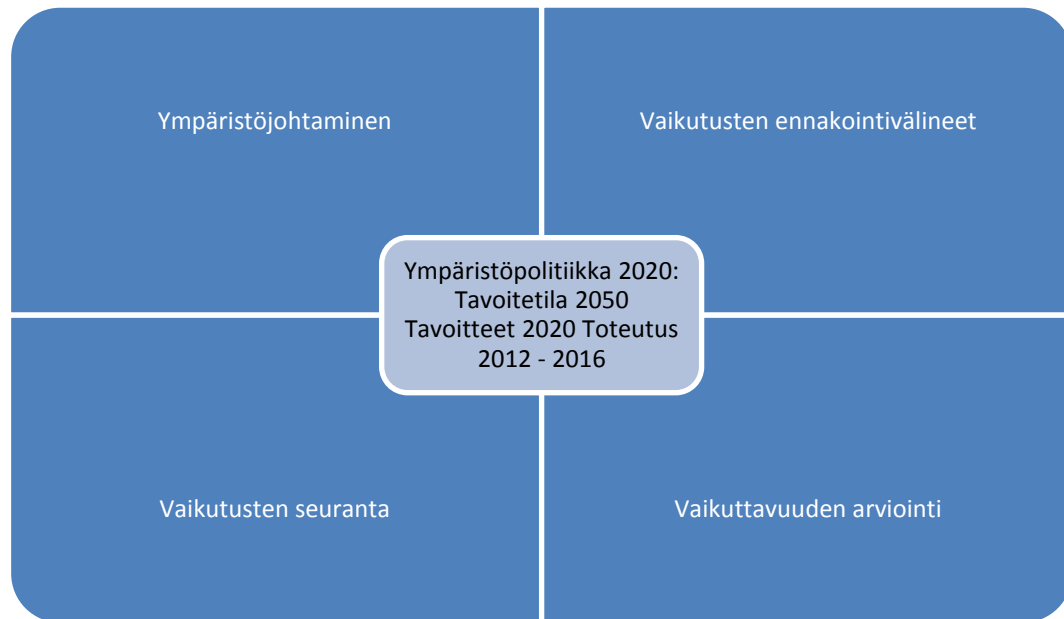 Ympäristöjohtaminen
Vaikutusten ennakointivälineet
Ympäristöpolitiikka 2020:
Tavoitetila 2050
Tavoitteet 2020 Toteutus
2012 - 2016
Vaikutusten seuranta
Vaikuttavuuden arviointi